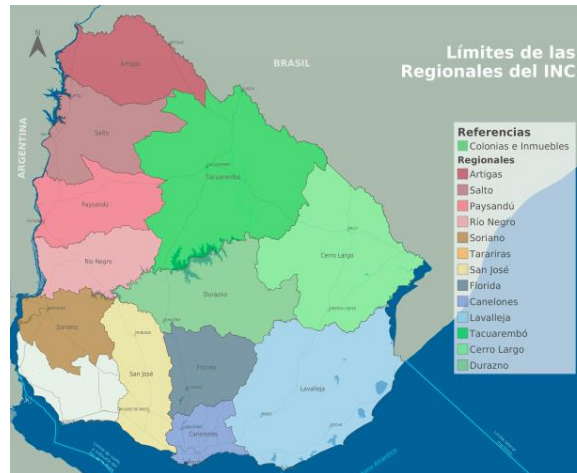 Límites de las
Regionales del INC
N
BRASIL
ARGENTINA
Artigas
Salto
Tacuarembó
Paysandú
Río Negro
Cerro Largo
Durazno
Soriano
San José
Florida
Lavalleja
Canelones
Referencias
Colonias e Inmuebles
Regionales
Artigas
Salto
Paysandú
Río Negro
Soriano
Tarariras
San José
Florida
Canelones
Lavalleja
Tacuarembó
Cerro Largo
Durazno